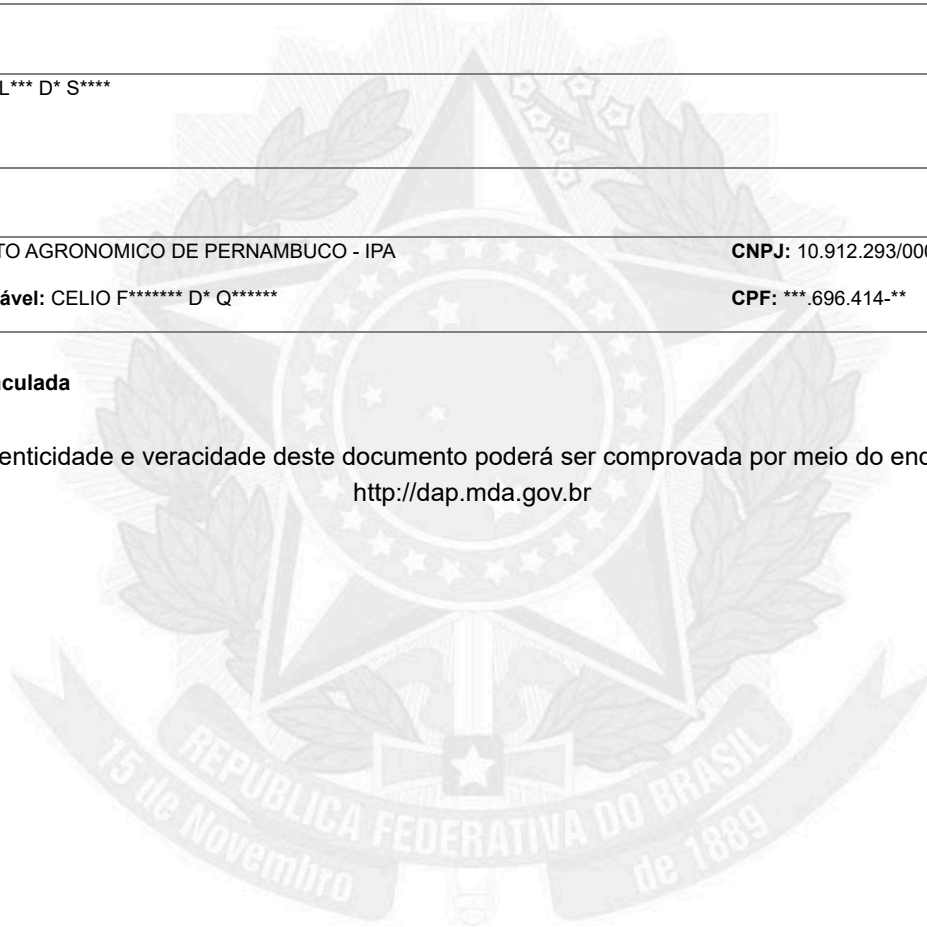 L*** D* S****
TO AGRONOMICO DE PERNAMBUCO - IPA CNPJ: 10.912.293/000
ável: CELIO F******* D* Q****** CPF: ***.696.414-**
culada
enticidade e veracidade deste documento poderá ser comprovada por meio do end
http://dap.mda.gov.br
REPÚBLICA FEDERATIVA DO BRASIL
15 de Novembro de 1889